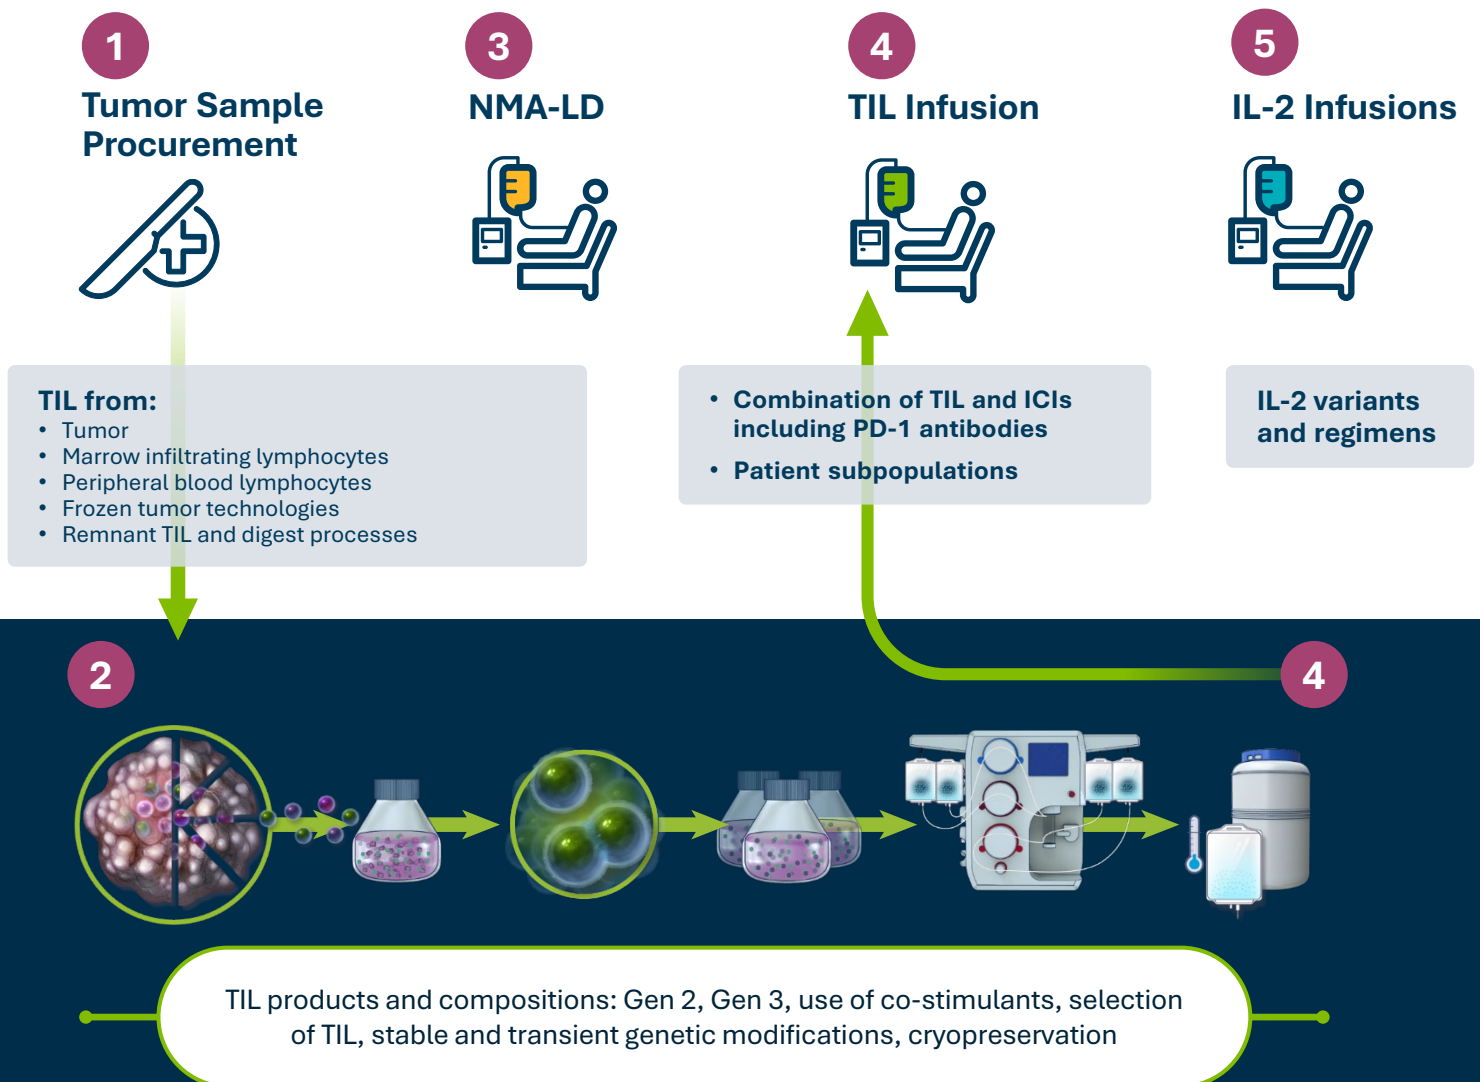 1
Tumor Sample
Procurement
3
NMA-LD
4
TIL Infusion
5
IL-2 Infusions
TIL from:
• Tumor
• Marrow infiltrating lymphocytes
• Peripheral blood lymphocytes
• Frozen tumor technologies
• Remnant TIL and digest processes
• Combination of TIL and ICIs
including PD-1 antibodies
• Patient subpopulations
IL-2 variants
and regimens
2
4
TIL products and compositions: Gen 2, Gen 3, use of co-stimulants, selection
of TIL, stable and transient genetic modifications, cryopreservation